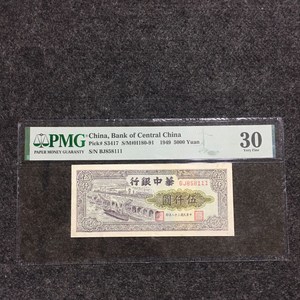 PMG
PAPER MONEY GUARANTY
China, Bank of Central China
Pick# S3417 S/M#H180-91 1949 5000 Yuan
S/N BJ858111
30
Very Fine
行銀中華
BJ858111
圓仟伍